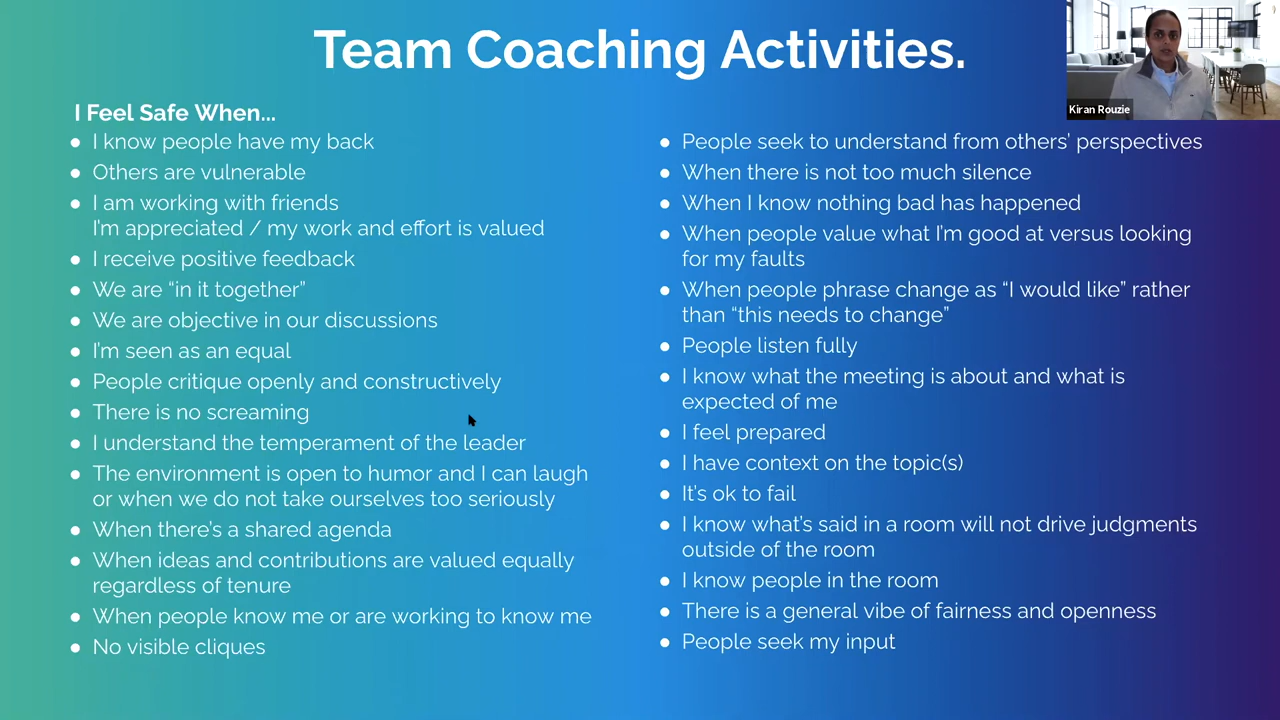 Team Coaching Activities.
Kiran Rouzie
I Feel Safe When...
● I know people have my back
● Others are vulnerable
● I am working with friends
I'm appreciated / my work and effort is valued
● I receive positive feedback
● We are “in it together”
● We are objective in our discussions
● I'm seen as an equal
● People critique openly and constructively
● There is no screaming
● I understand the temperament of the leader
● The environment is open to humor and I can laugh
or when we do not take ourselves too seriously
● When there's a shared agenda
● When ideas and contributions are valued equally
regardless of tenure
● When people know me or are working to know me
● No visible cliques
● People seek to understand from others' perspectives
● When there is not too much silence
● When I know nothing bad has happened
● When people value what I'm good at versus looking
for my faults
● When people phrase change as “I would like” rather
than “this needs to change”
● People listen fully
● I know what the meeting is about and what is
expected of me
● I feel prepared
● I have context on the topic(s)
● It's ok to fail
● I know what's said in a room will not drive judgments
outside of the room
● I know people in the room
● There is a general vibe of fairness and openness
● People seek my input